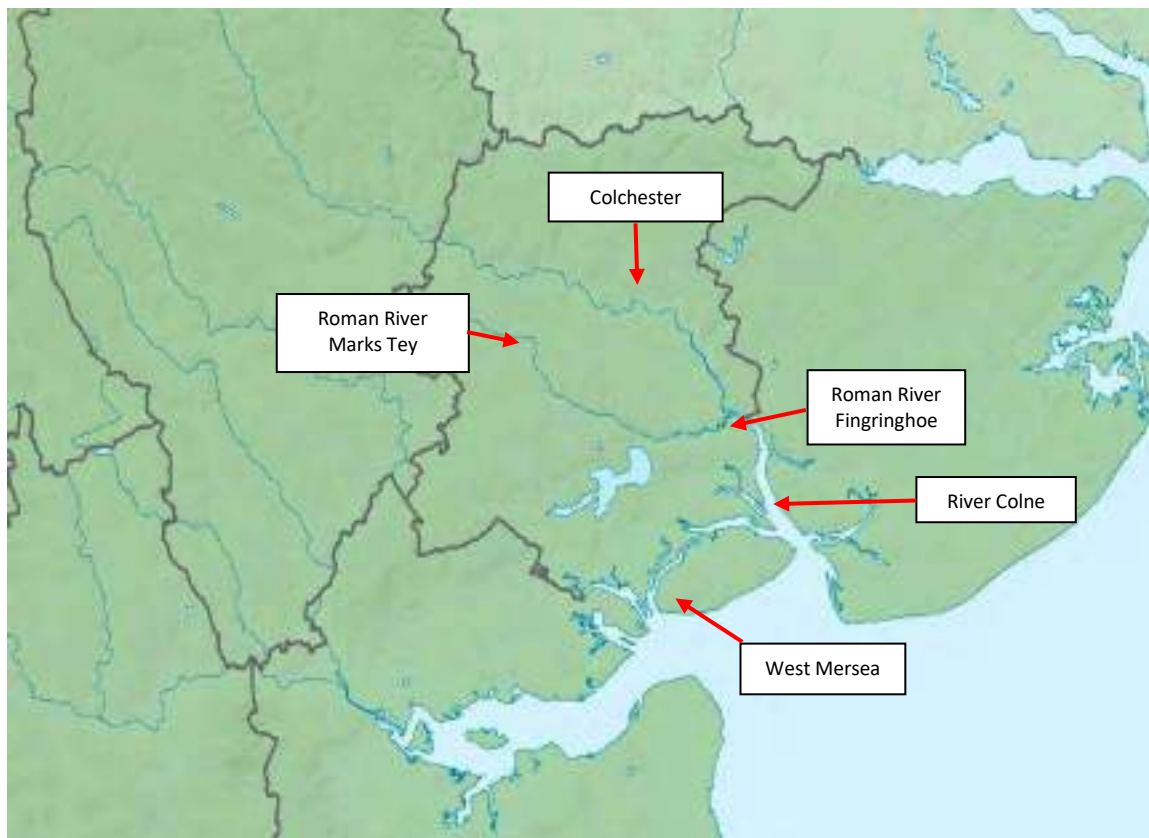 Colchester
Roman River
Marks Tey
Roman River
Fingringhoe
River Colne
West Mersea